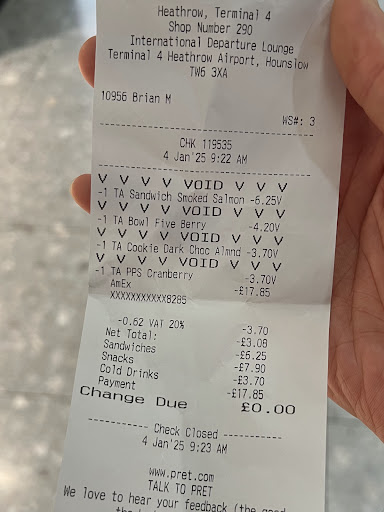 Heathrow, Terminal 4
Shop Number 290
International Departure Lounge
Terminal 4 Heathrow Airport, Hounslow
TW6 3XA
10956 Brian M
WS#: 3
CHK 119535
4 Jan'25 9:22 AM
V V V V VOID V V V
-1 TA Sandwich Smoked Salmon -6.25V
V V V V VOID V V V
-1 TA Bowl Five Berry -4.20V
V V V V VOID V V V
-1 TA Cookie Dark Choc Almnd -3.70V
V V V V VOID V V V
-1 TA PPS Cranberry -3.70V
AmEx -£17.85
XXXXXXXXXXX8285
-0.62 VAT 20% -3.70
Net Total: -£3.08
Sandwiches -£6.25
Snacks -£7.90
Cold Drinks -£3.70
Payment -£17.85
Change Due £0.00
----------- Check Closed -----------
4 Jan'25 9:23 AM
www.pret.com
TALK TO PRET
We love to hear your feedback (the good